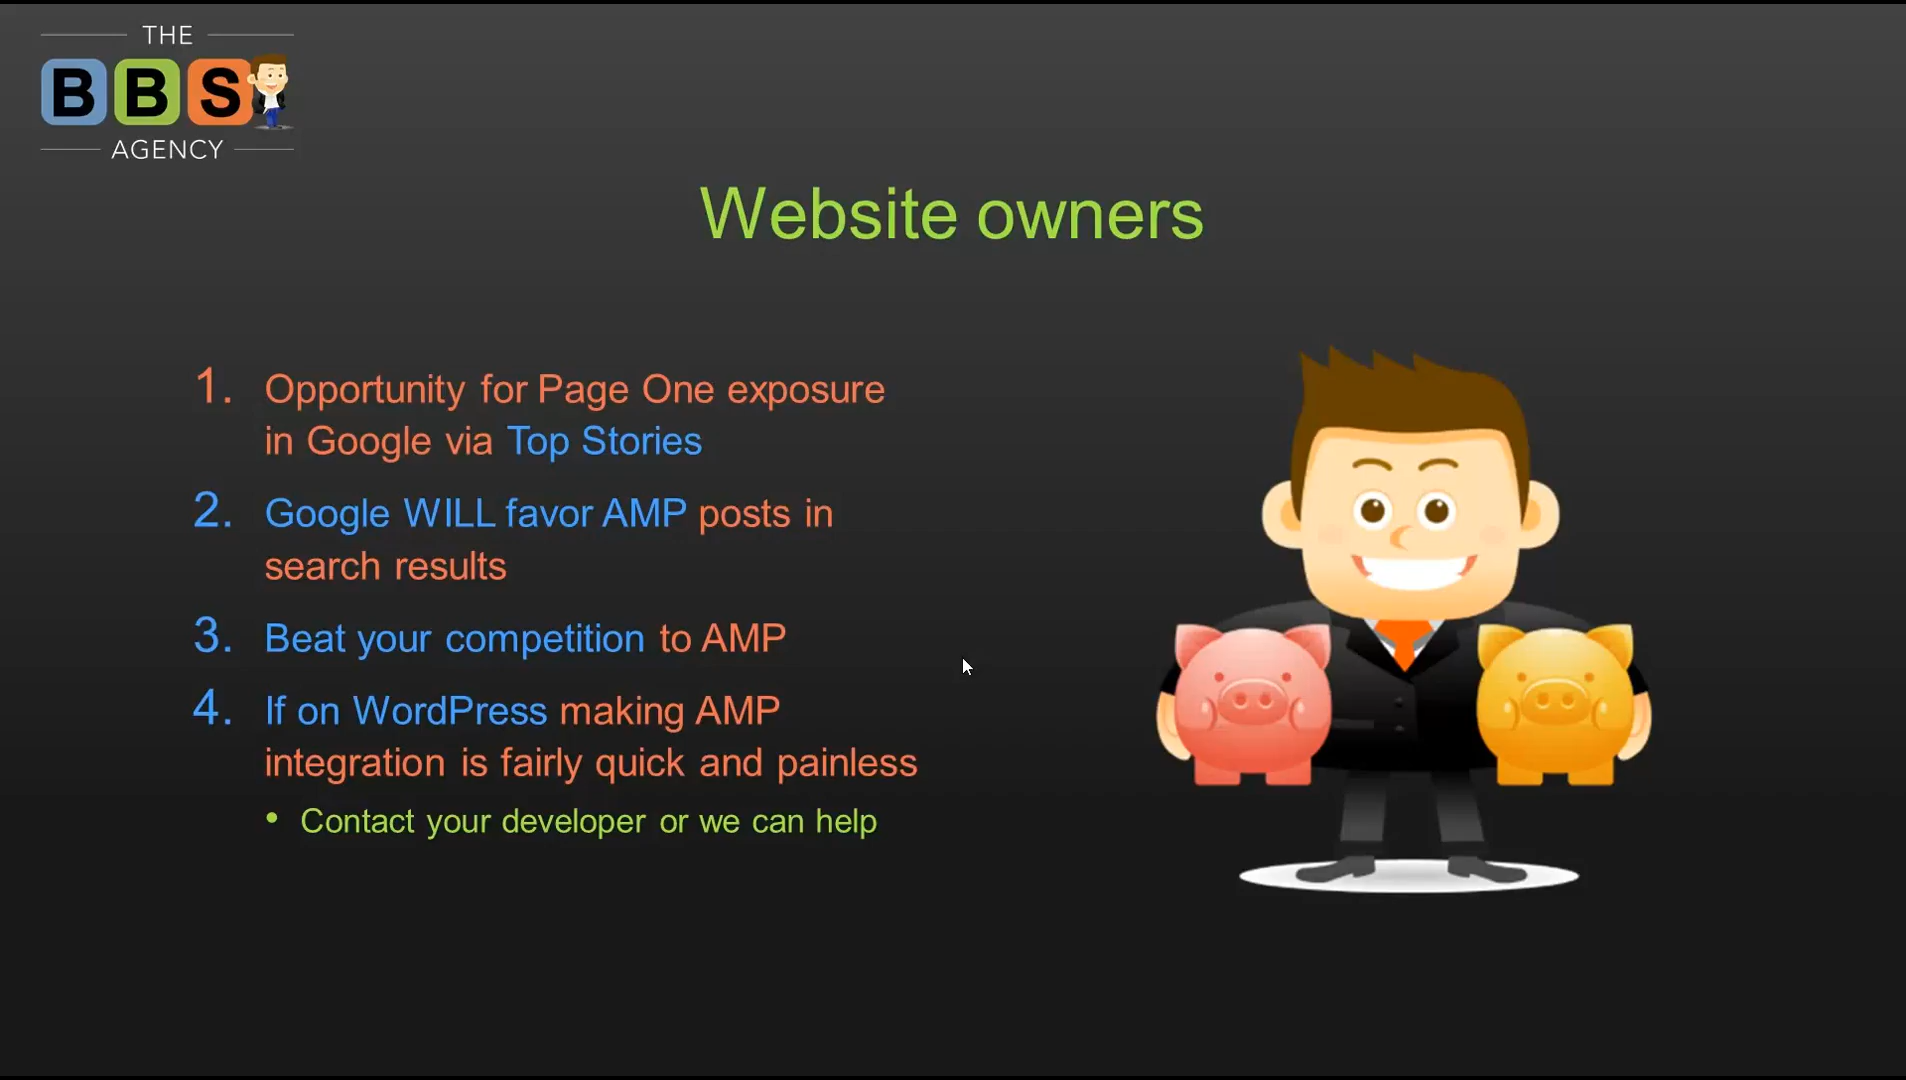 THE
BBS
AGENCY
Website owners
1. Opportunity for Page One exposure
in Google via Top Stories
2. Google WILL favor AMP posts in
search results
3. Beat your competition to AMP
4. If on WordPress making AMP
integration is fairly quick and painless
• Contact your developer or we can help